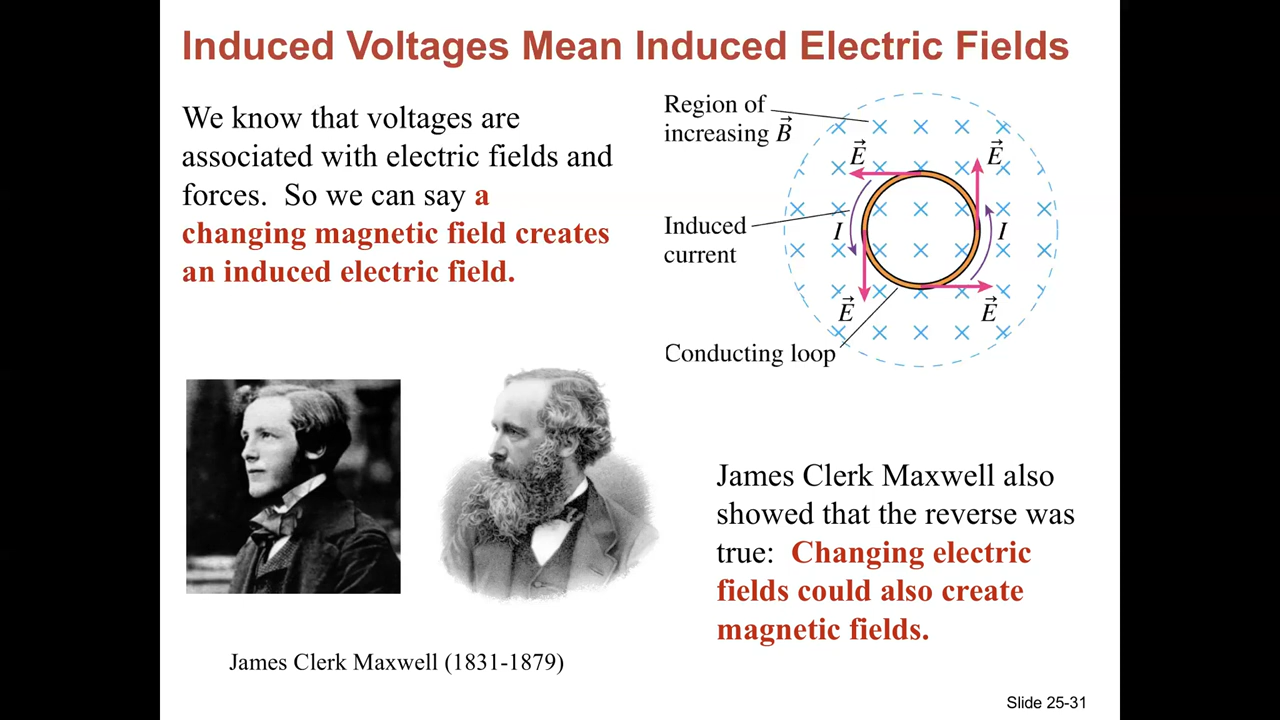 Induced Voltages Mean Induced Electric Fields
We know that voltages are
associated with electric fields and
forces.  So we can say a
changing magnetic field creates
an induced electric field.
Region of
increasing B⃗
E⃗
E⃗
Induced
current
I
I
E⃗
E⃗
Conducting loop
James Clerk Maxwell also
showed that the reverse was
true:  Changing electric
fields could also create
magnetic fields.
James Clerk Maxwell (1831-1879)
Slide 25-31